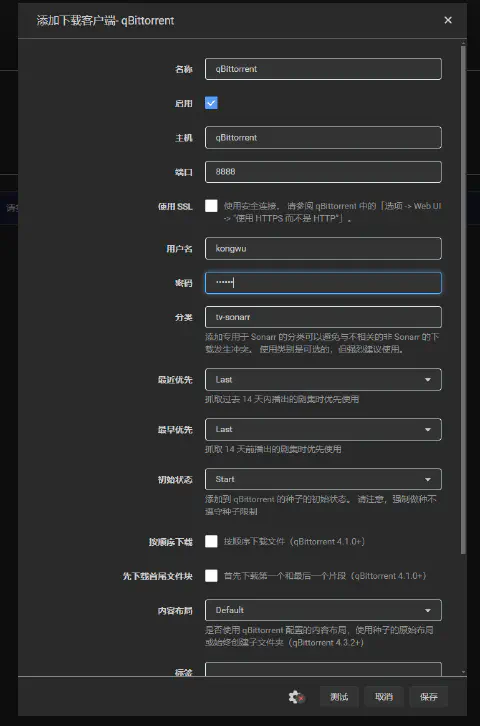 添加下载客户端- qBittorrent
名称
qBittorrent
启用
主机
qBittorrent
端口
8888
使用 SSL
使用安全连接。 请参阅 qBittorrent 中的「选项 -> Web UI
-> "使用 HTTPS 而不是 HTTP"」。
用户名
kongwu
密码
••••••
分类
tv-sonarr
添加专用于 Sonarr 的分类可以避免与不相关的非 Sonarr 的下
载发生冲突。 使用类别是可选的，但强烈建议使用。
最近优先
Last
抓取过去 14 天内播出的剧集时优先使用
最早优先
Last
抓取 14 天前播出的剧集时优先使用
初始状态
Start
添加到 qBittorrent 的种子的初始状态。 请注意，强制做种不
遵守种子限制
按顺序下载
按顺序下载文件（qBittorrent 4.1.0+）
先下载首尾文件块
首先下载第一个和最后一个片段（qBittorrent 4.1.0+）
内容布局
Default
是否使用 qBittorrent 配置的内容布局，使用种子的原始布局
或始终创建子文件夹（qBittorrent 4.3.2+）
标签
测试
取消
保存